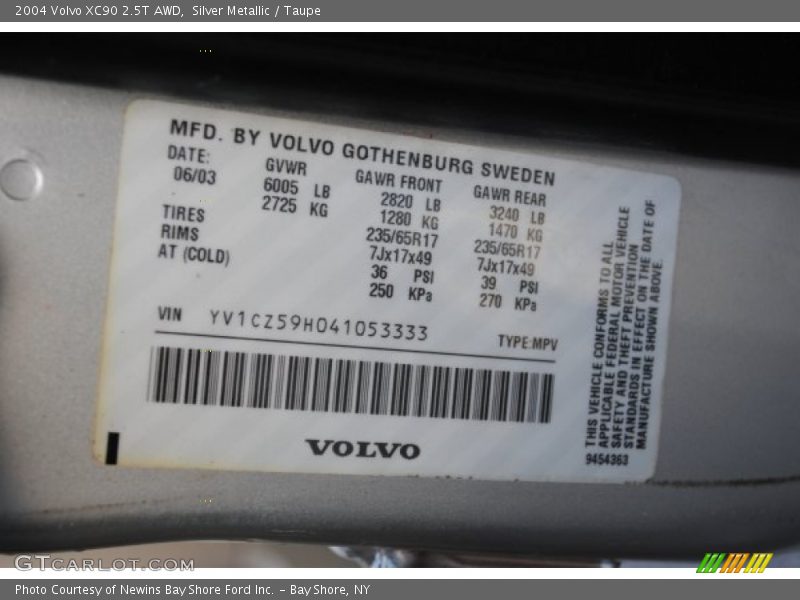 2004 Volvo XC90 2.5T AWD, Silver Metallic / Taupe
MFD. BY VOLVO GOTHENBURG SWEDEN
DATE: GVWR GAWR FRONT GAWR REAR
06/03 6005 LB 2820 LB 3240 LB
2725 KG 1280 KG 1470 KG
TIRES 235/65R17 235/65R17
RIMS 7Jx17x49 7Jx17x49
AT (COLD) 36 PSI 39 PSI
250 KPa 270 KPa
VIN YV1CZ59H041053333 TYPE:MPV
VOLVO
THIS VEHICLE CONFORMS TO ALL
APPLICABLE FEDERAL MOTOR VEHICLE
SAFETY AND THEFT PREVENTION
STANDARDS IN EFFECT ON THE DATE OF
MANUFACTURE SHOWN ABOVE.
9454363
GTCARLOT.COM
Photo Courtesy of Newins Bay Shore Ford Inc. - Bay Shore, NY